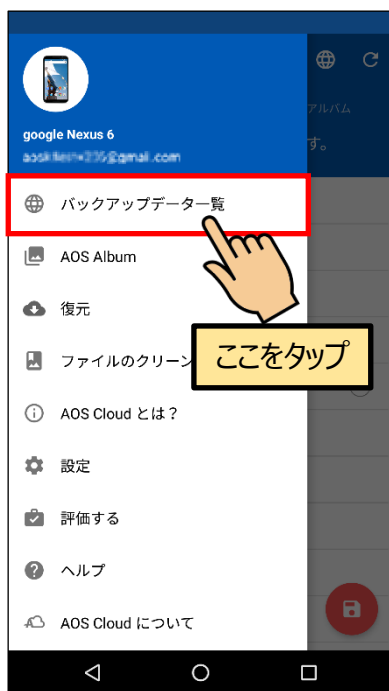 アルバム
google Nexus 6
す。
バックアップデータ一覧
AOS Album
復元
ファイルのクリーン
ここをタップ
AOS Cloud とは？
設定
評価する
ヘルプ
AOS Cloud について